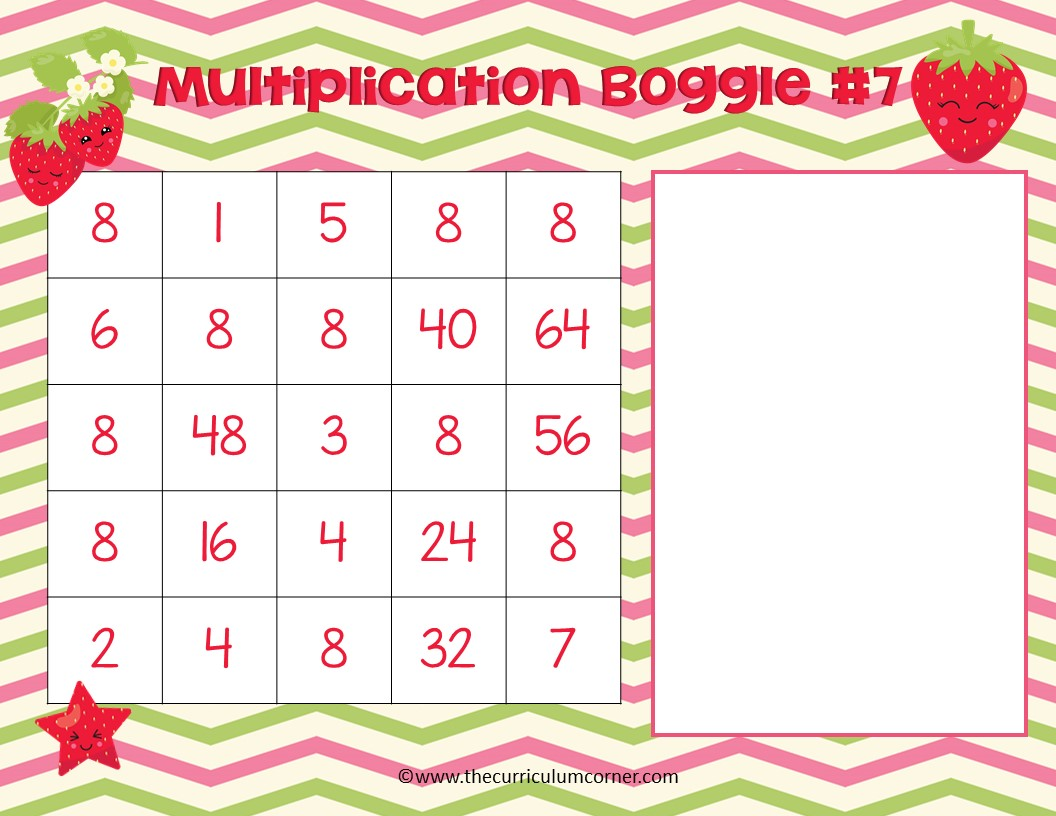 Multiplication Boggle #7
8 1 5 8 8
6 8 8 40 64
8 48 3 8 56
8 16 4 24 8
2 4 8 32 7
©www.thecurriculumcorner.com